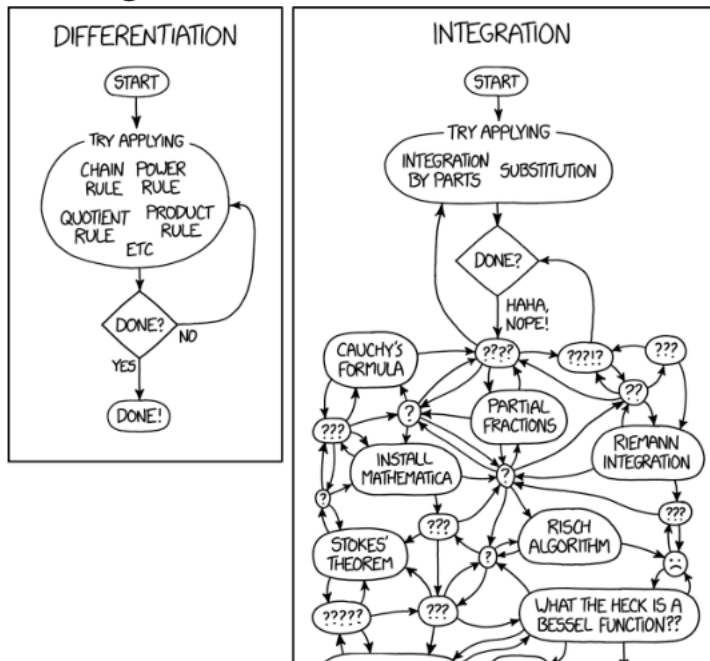 DIFFERENTIATION
START
TRY APPLYING
CHAIN RULE
POWER RULE
QUOTIENT RULE
PRODUCT RULE
ETC
DONE?
NO
YES
DONE!
INTEGRATION
START
TRY APPLYING
INTEGRATION
BY PARTS
SUBSTITUTION
DONE?
HAHA,
NOPE!
CAUCHY'S
FORMULA
????
???!?
???
??
?
PARTIAL
FRACTIONS
???
INSTALL
MATHEMATICA
RIEMANN
INTEGRATION
?
?
???
???
STOKES'
THEOREM
?
RISCH
ALGORITHM
?????
???
WHAT THE HECK IS A
BESSEL FUNCTION??